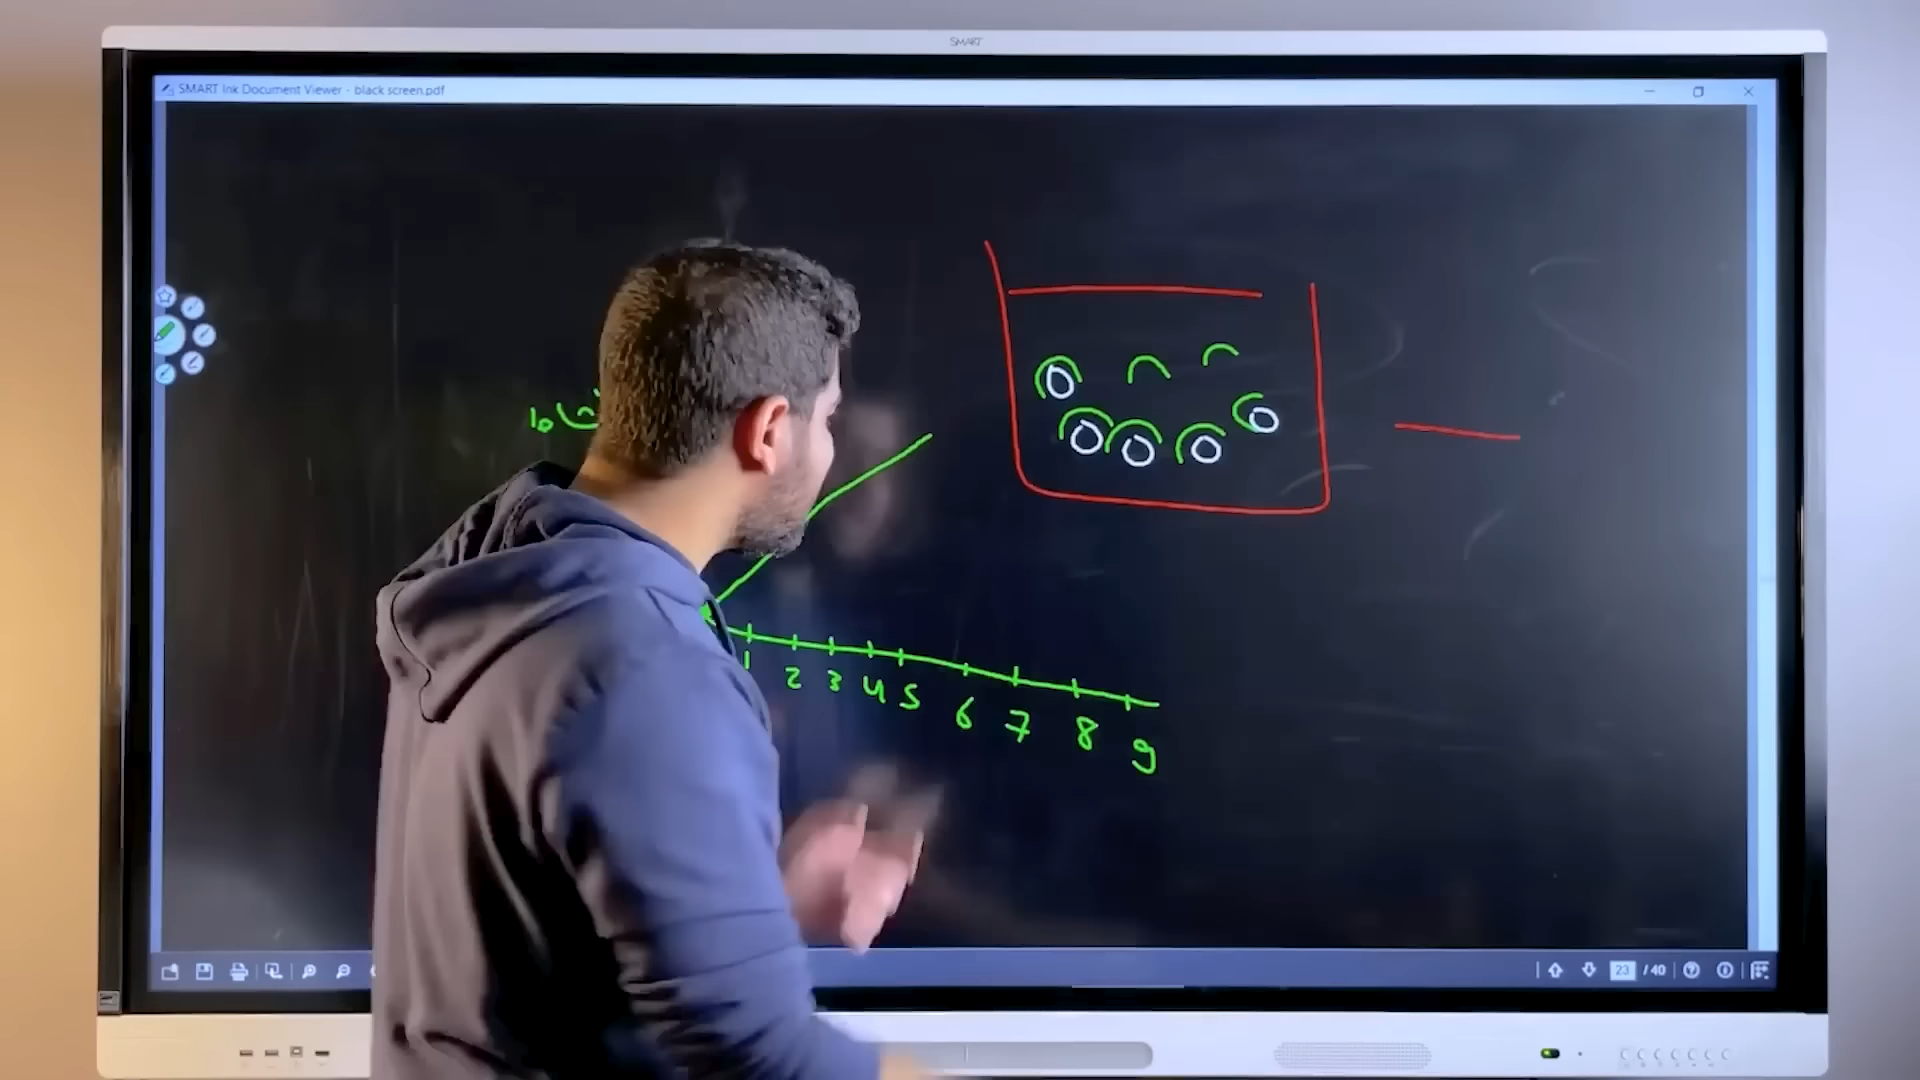 SMART
SMART Ink Document Viewer - black screen.pdf
1 2 3 4 5 6 7 8 9
23 / 40